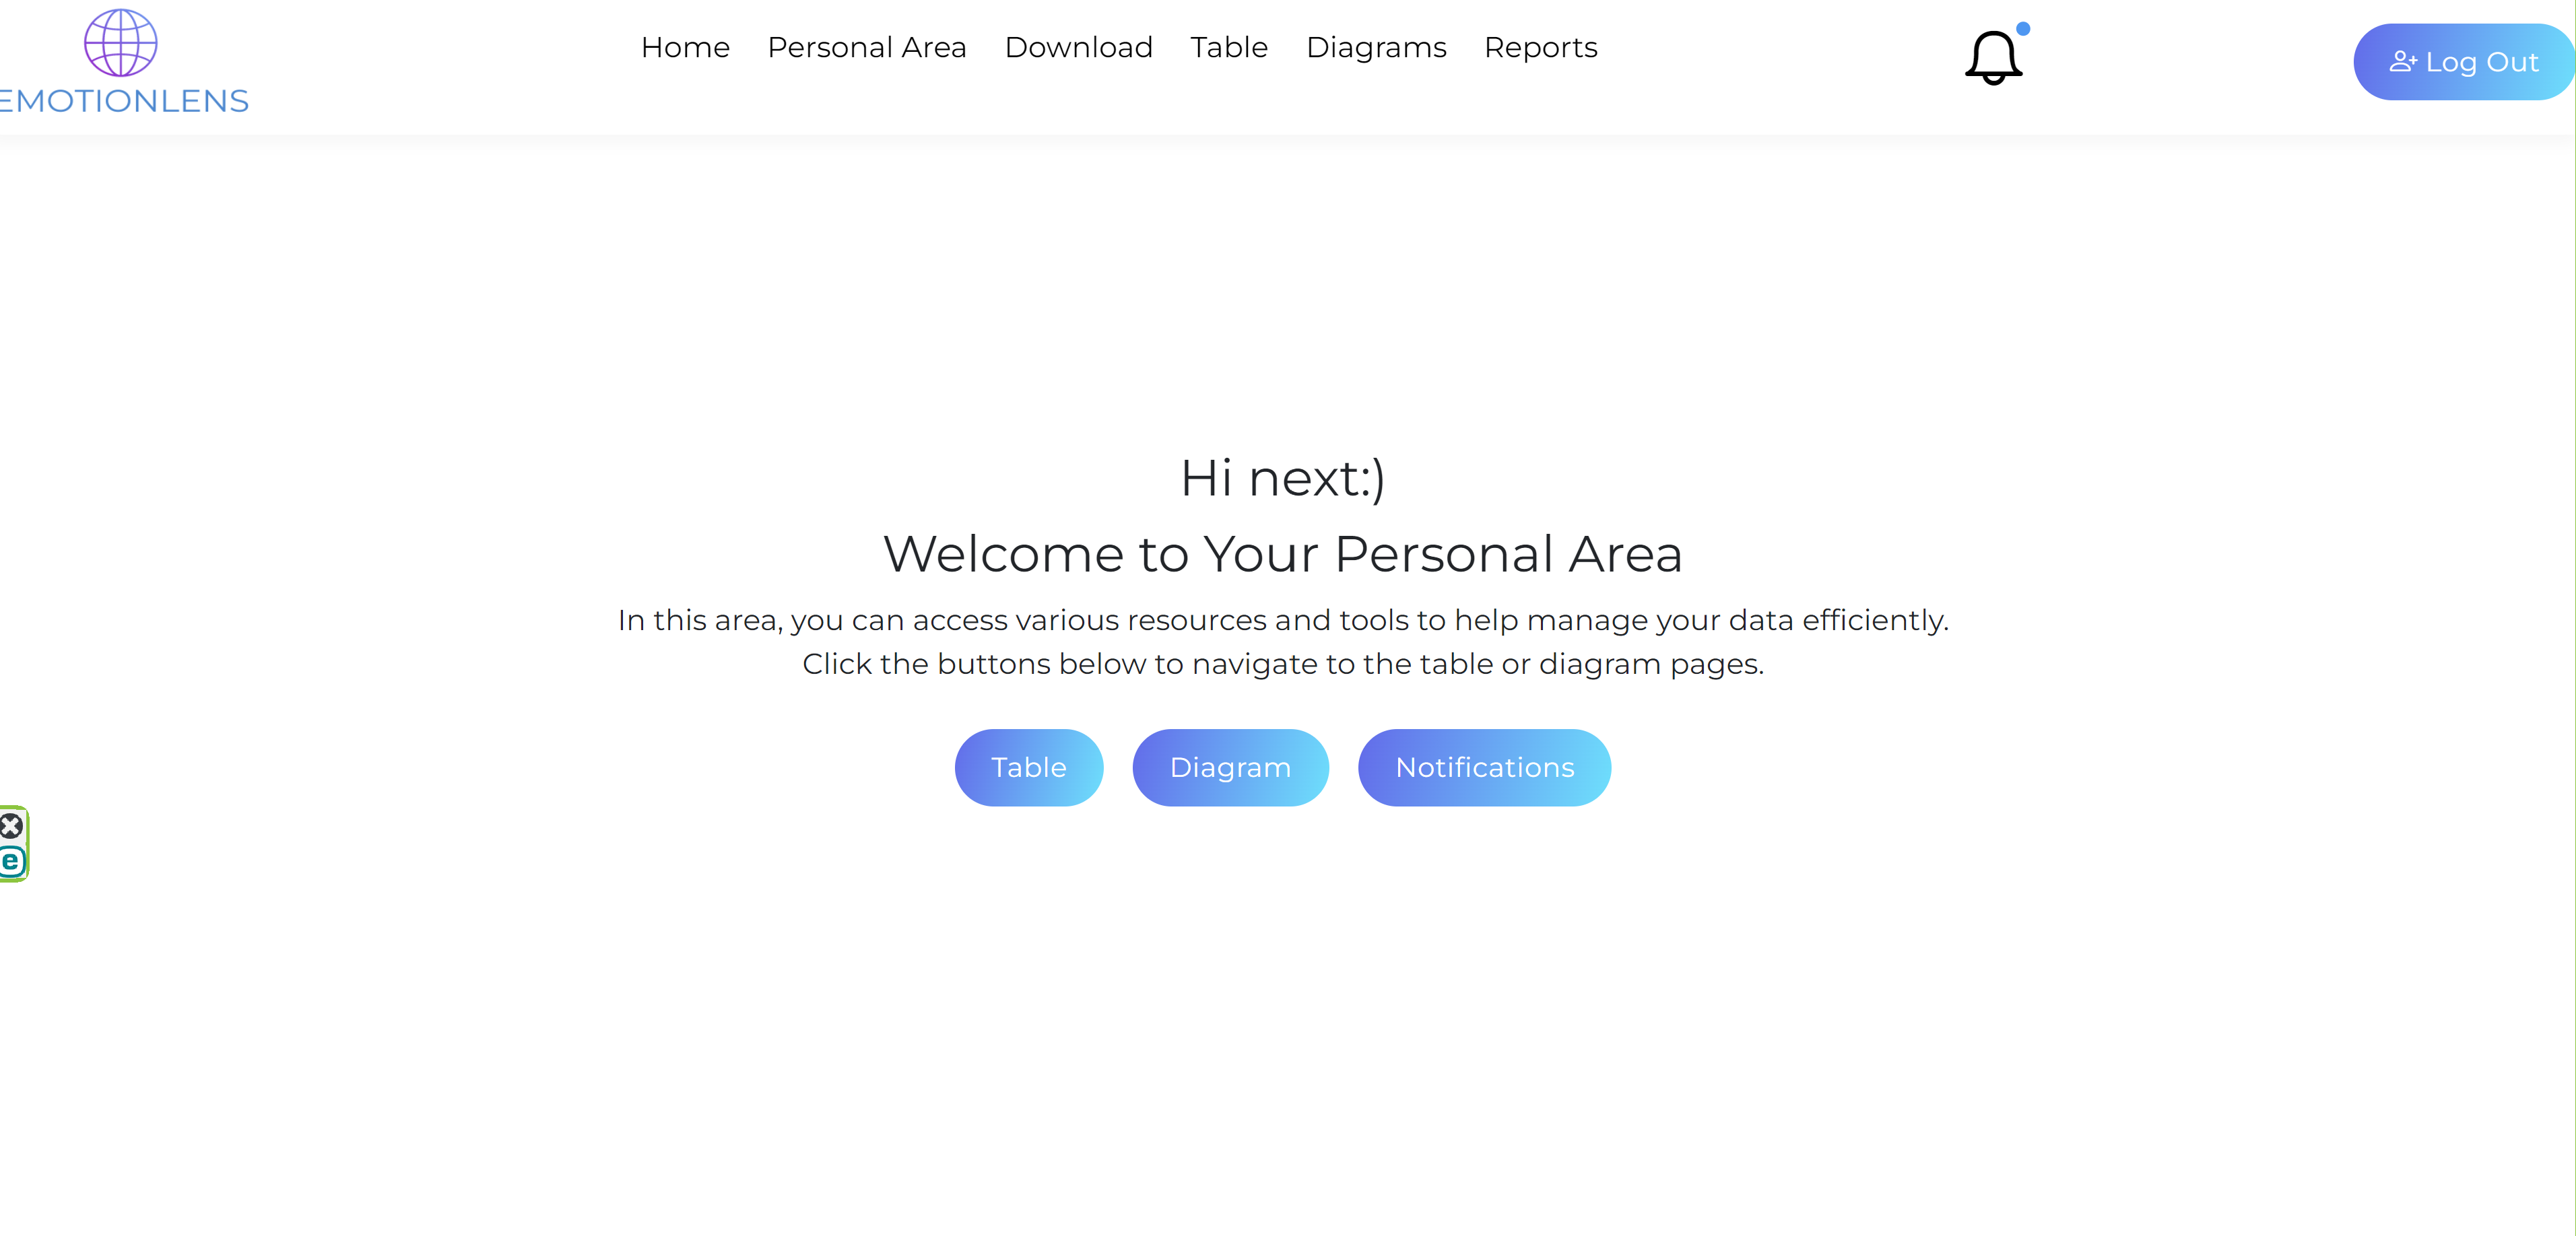 EMOTIONLENS
Home Personal Area Download Table Diagrams Reports
Log Out
Hi next:)
Welcome to Your Personal Area
In this area, you can access various resources and tools to help manage your data efficiently.
Click the buttons below to navigate to the table or diagram pages.
Table Diagram Notifications
e